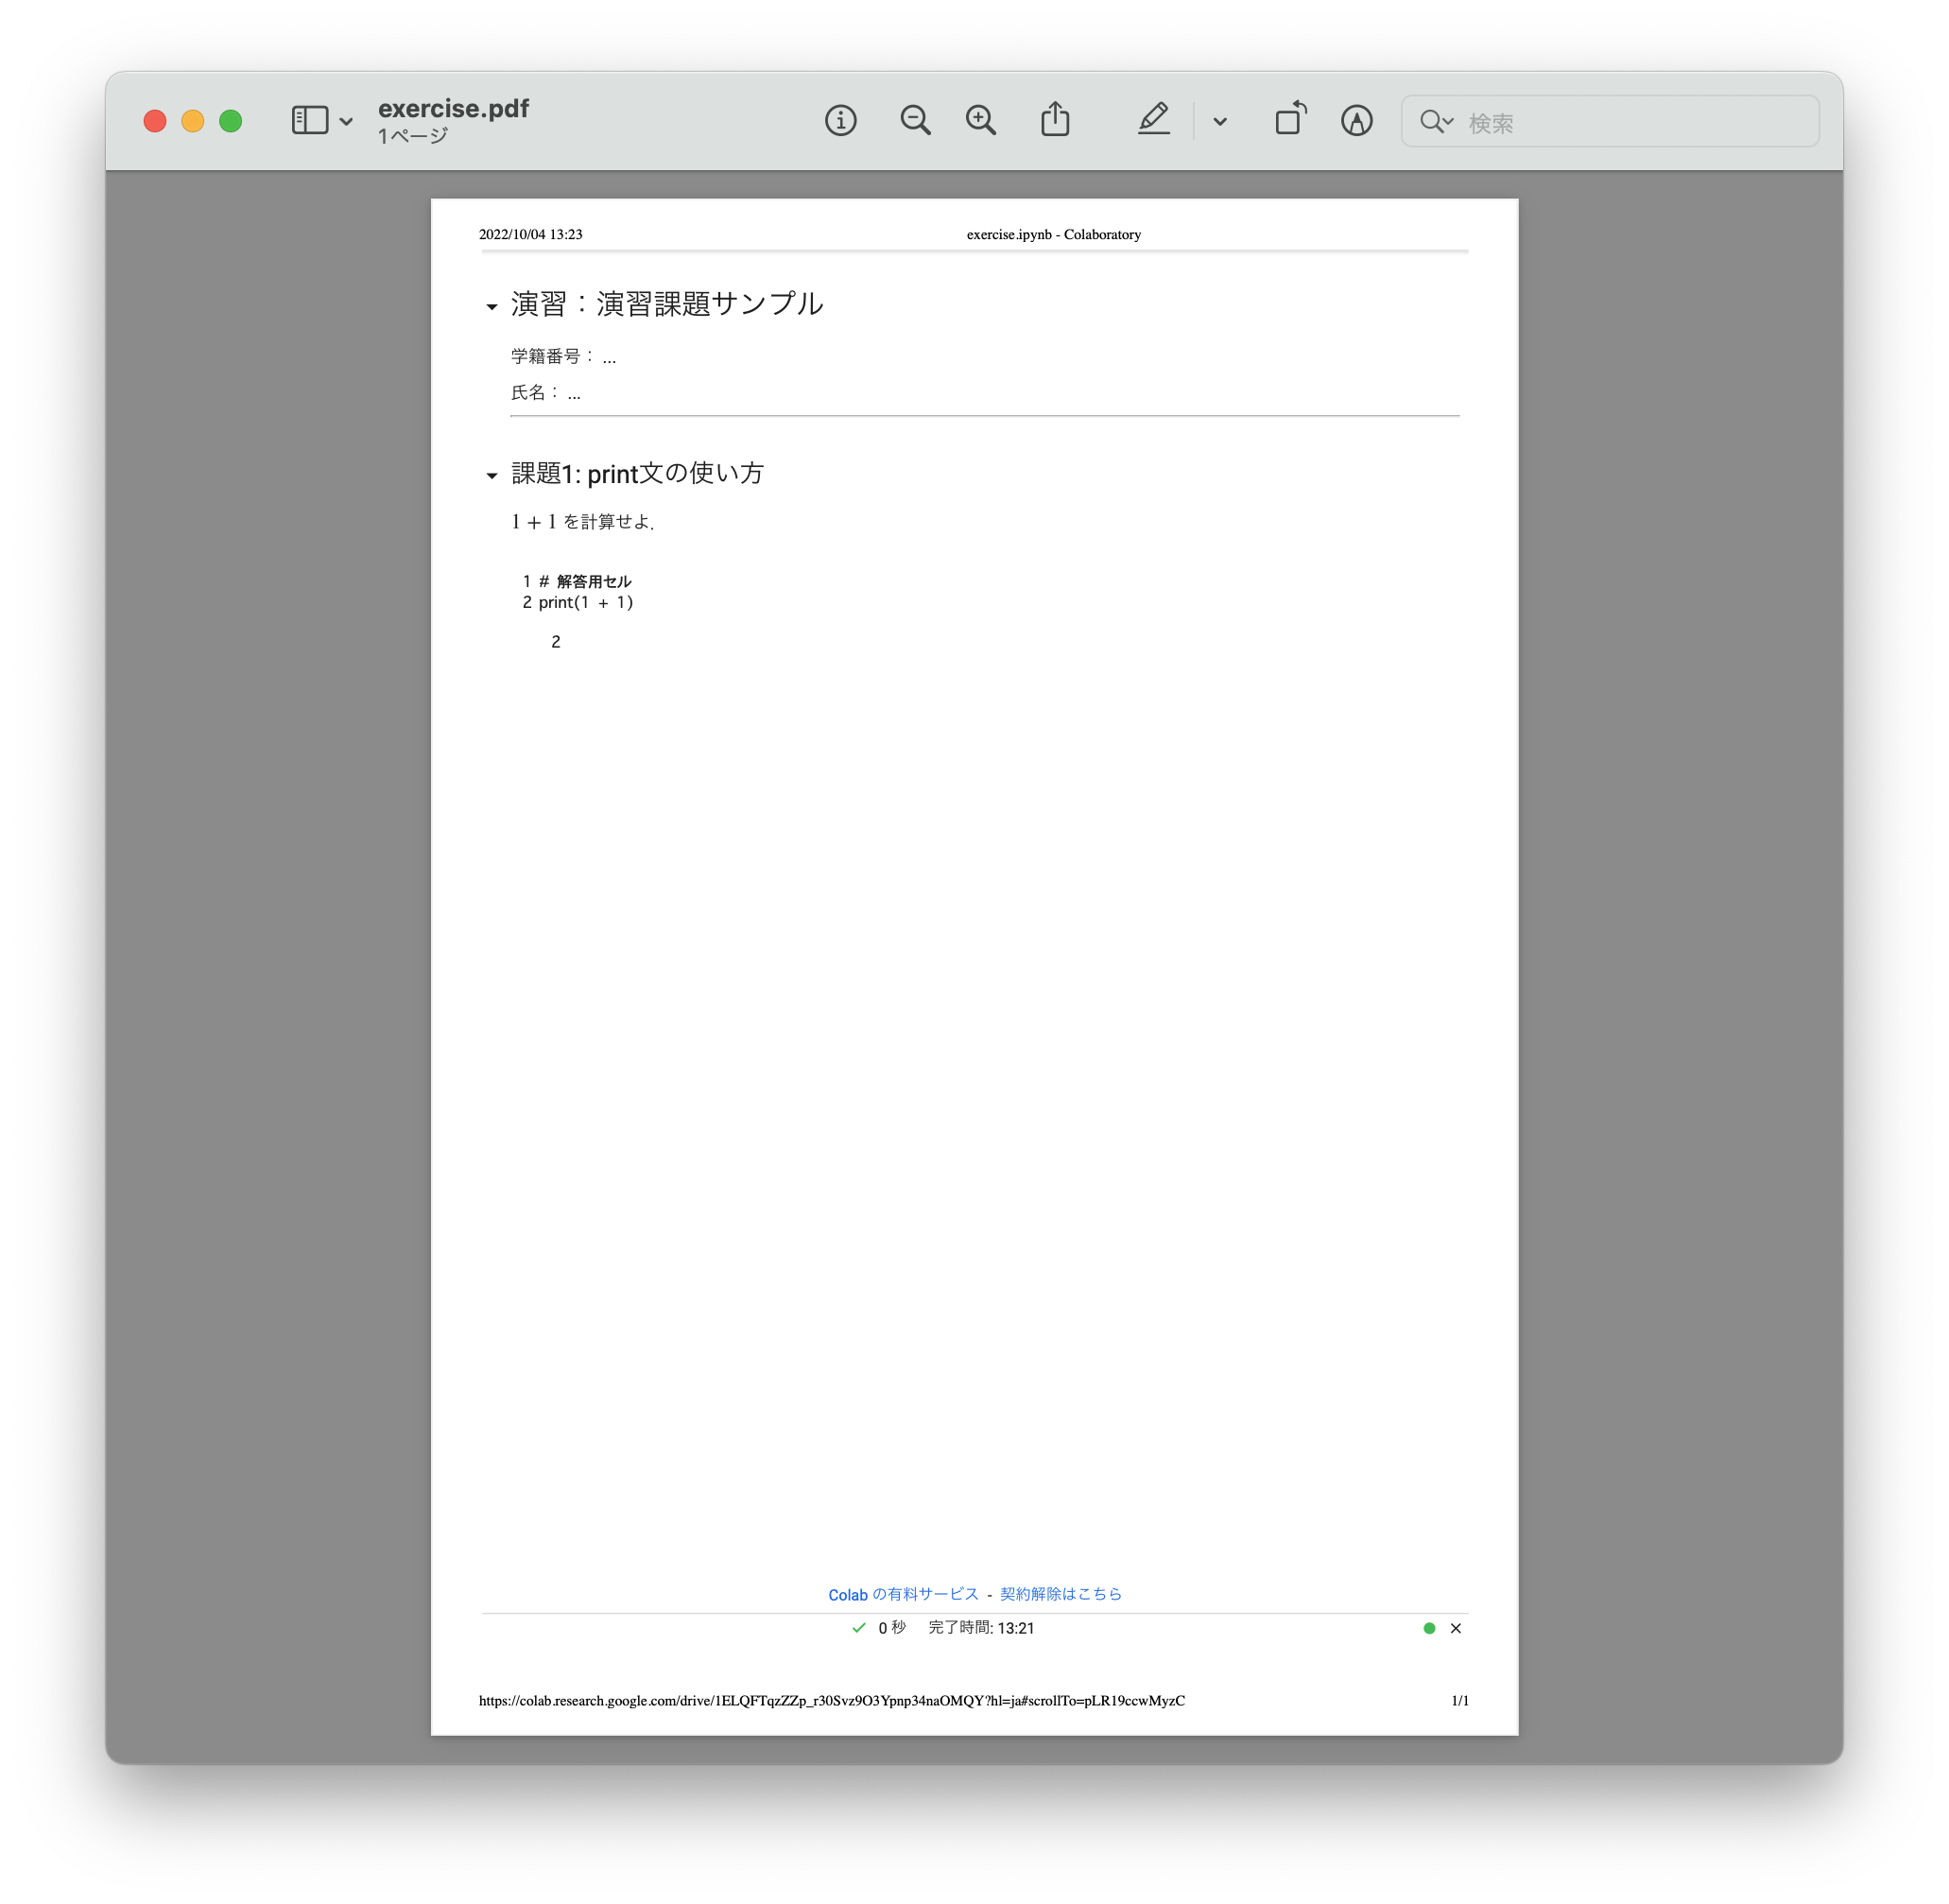 exercise.pdf
1ページ
検索
2022/10/04 13:23 exercise.ipynb - Colaboratory
演習：演習課題サンプル
学籍番号： ...
氏名： ...
課題1: print文の使い方
1 + 1 を計算せよ．
1 # 解答用セル
2 print(1 + 1)
2
Colab の有料サービス - 契約解除はこちら
0 秒 完了時間: 13:21
https://colab.research.google.com/drive/1ELQFTqzZZp_r30Svz9O3Ypnp34naOMQY?hl=ja#scrollTo=pLR19ccwMyzC 1/1